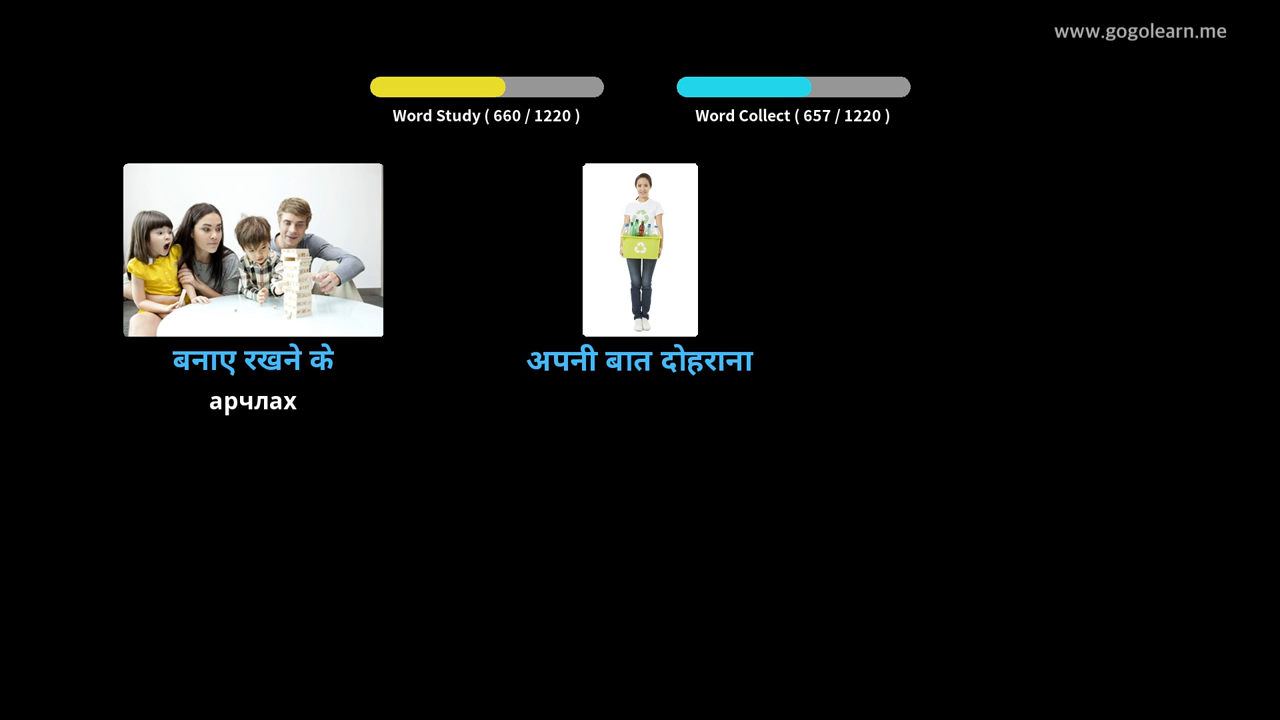 www.gogolearn.me
Word Study ( 660 / 1220 )
Word Collect ( 657 / 1220 )
बनाए रखने के
арчлах
अपनी बात दोहराना